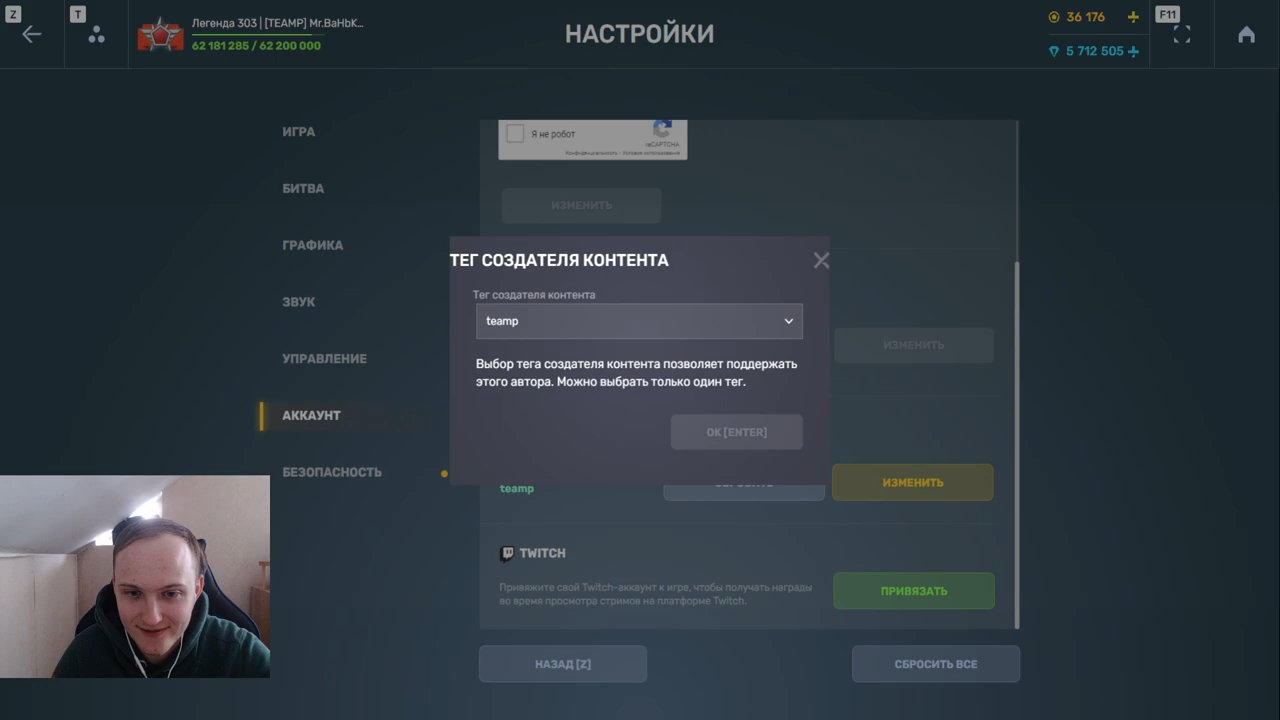 Z
T
Легенда 303 | [TEAMP] Mr.BaHbK...
62 181 285 / 62 200 000
НАСТРОЙКИ
36 176
5 712 505
F11
ИГРА
БИТВА
ГРАФИКА
ЗВУК
УПРАВЛЕНИЕ
АККАУНТ
БЕЗОПАСНОСТЬ
Я не робот
reCAPTCHA
Конфиденциальность - Условия использования
ИЗМЕНИТЬ
ТЕГ СОЗДАТЕЛЯ КОНТЕНТА
Тег создателя контента
teamp
Выбор тега создателя контента позволяет поддержать
этого автора. Можно выбрать только один тег.
OK [ENTER]
ИЗМЕНИТЬ
teamp
ИЗМЕНИТЬ
TWITCH
Привяжите свой Twitch-аккаунт к игре, чтобы получать награды
во время просмотра стримов на платформе Twitch.
ПРИВЯЗАТЬ
НАЗАД [Z]
СБРОСИТЬ ВСЕ